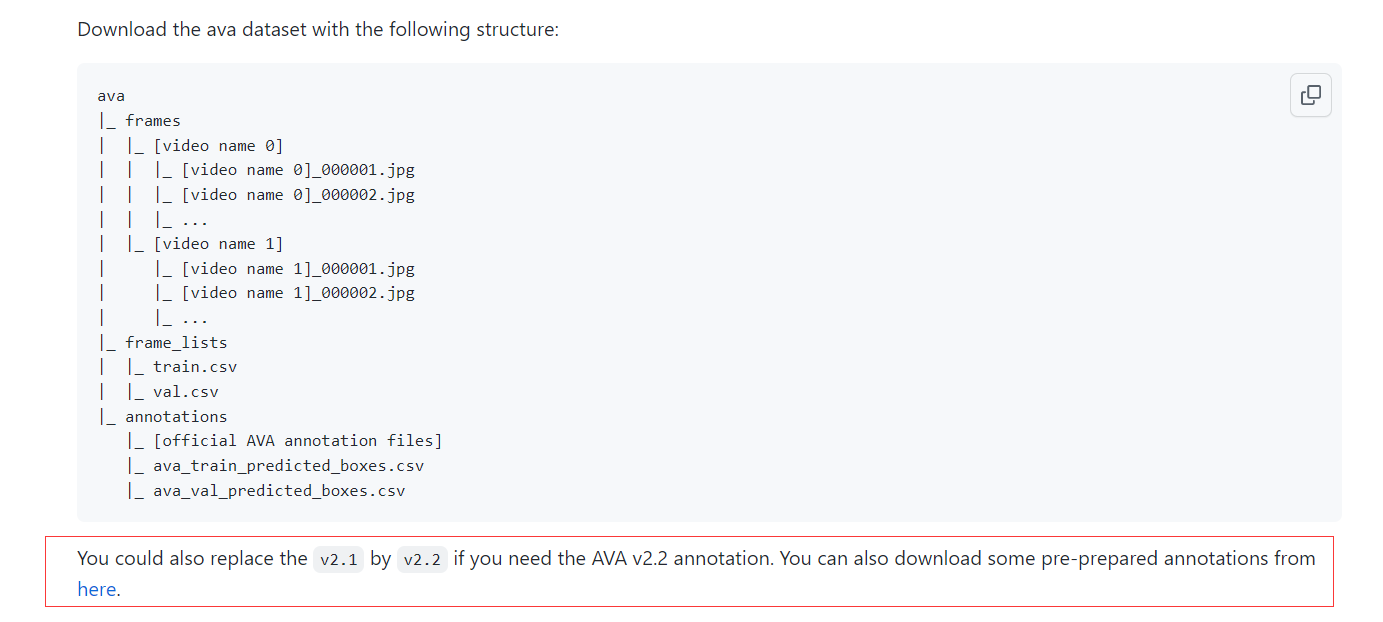 Download the ava dataset with the following structure:
ava
|_ frames
|  |_ [video name 0]
|  |  |_ [video name 0]_000001.jpg
|  |  |_ [video name 0]_000002.jpg
|  |  |_ ...
|  |_ [video name 1]
|     |_ [video name 1]_000001.jpg
|     |_ [video name 1]_000002.jpg
|     |_ ...
|_ frame_lists
|  |_ train.csv
|  |_ val.csv
|_ annotations
   |_ [official AVA annotation files]
   |_ ava_train_predicted_boxes.csv
   |_ ava_val_predicted_boxes.csv
You could also replace the v2.1 by v2.2 if you need the AVA v2.2 annotation. You can also download some pre-prepared annotations from
here.